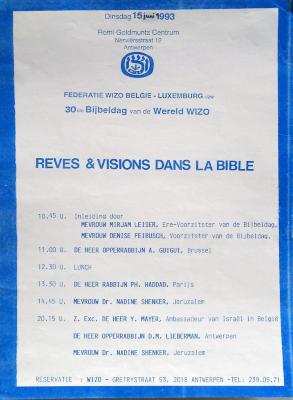 Dinsdag 15 juni 1993
Romi Goldmuntz Centrum
Nerviërsstraat 12
Antwerpen
FEDERATIE WIZO BELGIE - LUXEMBURG vzw
30ste Bijbeldag van de Wereld WIZO
REVES & VISIONS DANS LA BIBLE
10.45 U. Inleiding door
MEVROUW MIRJAM LEISER, Ere-Voorzitster van de Bijbeldag.
MEVROUW DENISE FEIBUSCH, Voorzitster van de Bijbeldag.
11.00 U. DE HEER OPPERRABBIJN A. GUIGUI, Brussel
12.30 U. LUNCH
13.30 U. DE HEER RABBIJN PH. HADDAD, Parijs
14.45 U. MEVROUW Dr. NADINE SHENKER, Jeruzalem
20.15 U. Z. Exc. DE HEER Y. MAYER, Ambassadeur van Israël in België
DE HEER OPPERRABBIJN D.M. LIEBERMAN, Antwerpen
MEVROUW Dr. NADINE SHENKER, Jeruzalem
RESERVATIE : WIZO - GRETRYSTRAAT 53, 2018 ANTWERPEN -TEL: 239.05.71